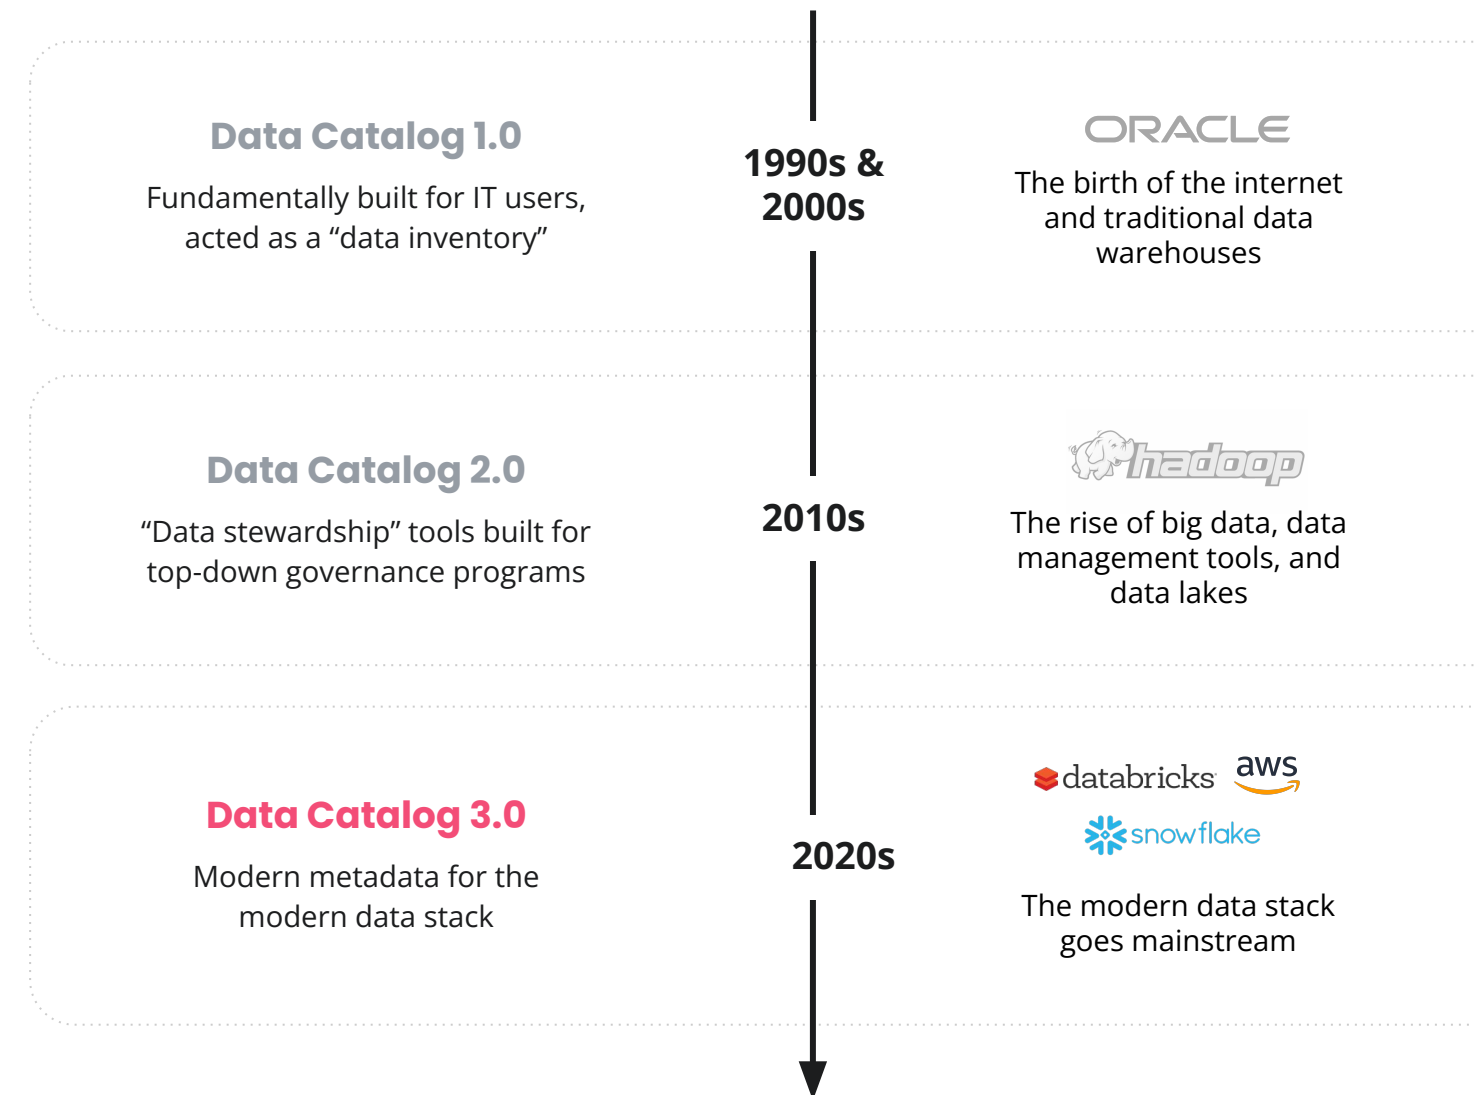 Data Catalog 1.0
Fundamentally built for IT users,
acted as a “data inventory”
1990s &
2000s
ORACLE
The birth of the internet
and traditional data
warehouses
Data Catalog 2.0
“Data stewardship” tools built for
top-down governance programs
2010s
hadoop
The rise of big data, data
management tools, and
data lakes
Data Catalog 3.0
Modern metadata for the
modern data stack
2020s
databricks
aws
snowflake
The modern data stack
goes mainstream